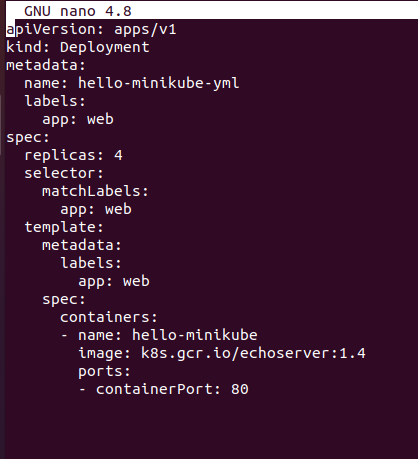 GNU nano 4.8
apiVersion: apps/v1
kind: Deployment
metadata:
  name: hello-minikube-yml
  labels:
    app: web
spec:
  replicas: 4
  selector:
    matchLabels:
      app: web
  template:
    metadata:
      labels:
        app: web
    spec:
      containers:
      - name: hello-minikube
        image: k8s.gcr.io/echoserver:1.4
        ports:
        - containerPort: 80